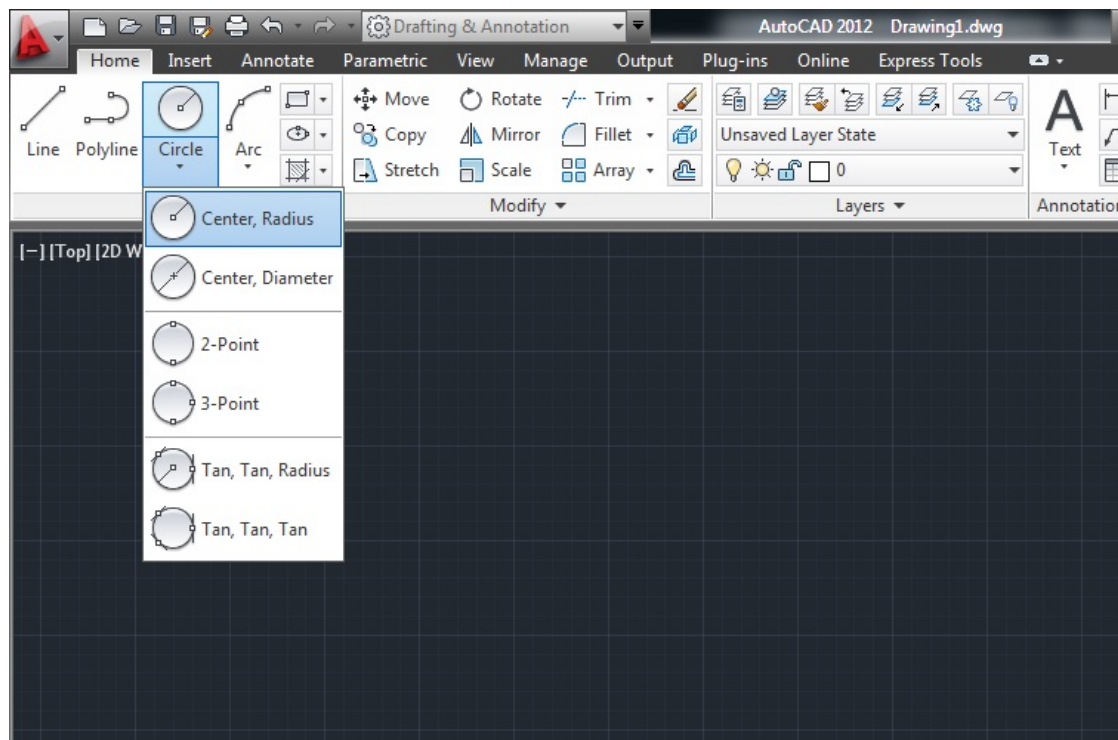 Drafting & Annotation
AutoCAD 2012 Drawing1.dwg
Home Insert Annotate Parametric View Manage Output Plug-ins Online Express Tools
Move Rotate Trim
Copy Mirror Fillet Unsaved Layer State
Line Polyline Circle Arc Text
Stretch Scale Array 0
Modify Layers
Center, Radius
[−] [Top]
Center, Diameter
2-Point
3-Point
Tan, Tan, Radius
Tan, Tan, Tan